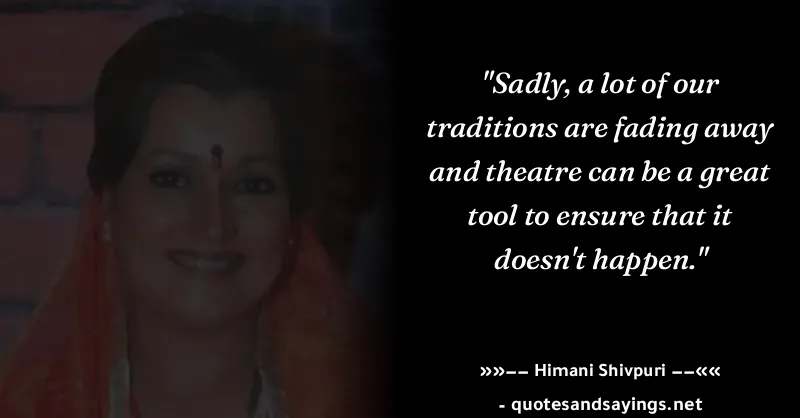 "Sadly, a lot of our
traditions are fading away
and theatre can be a great
tool to ensure that it
doesn't happen."
»»–– Himani Shivpuri ––««
- quotesandsayings.net